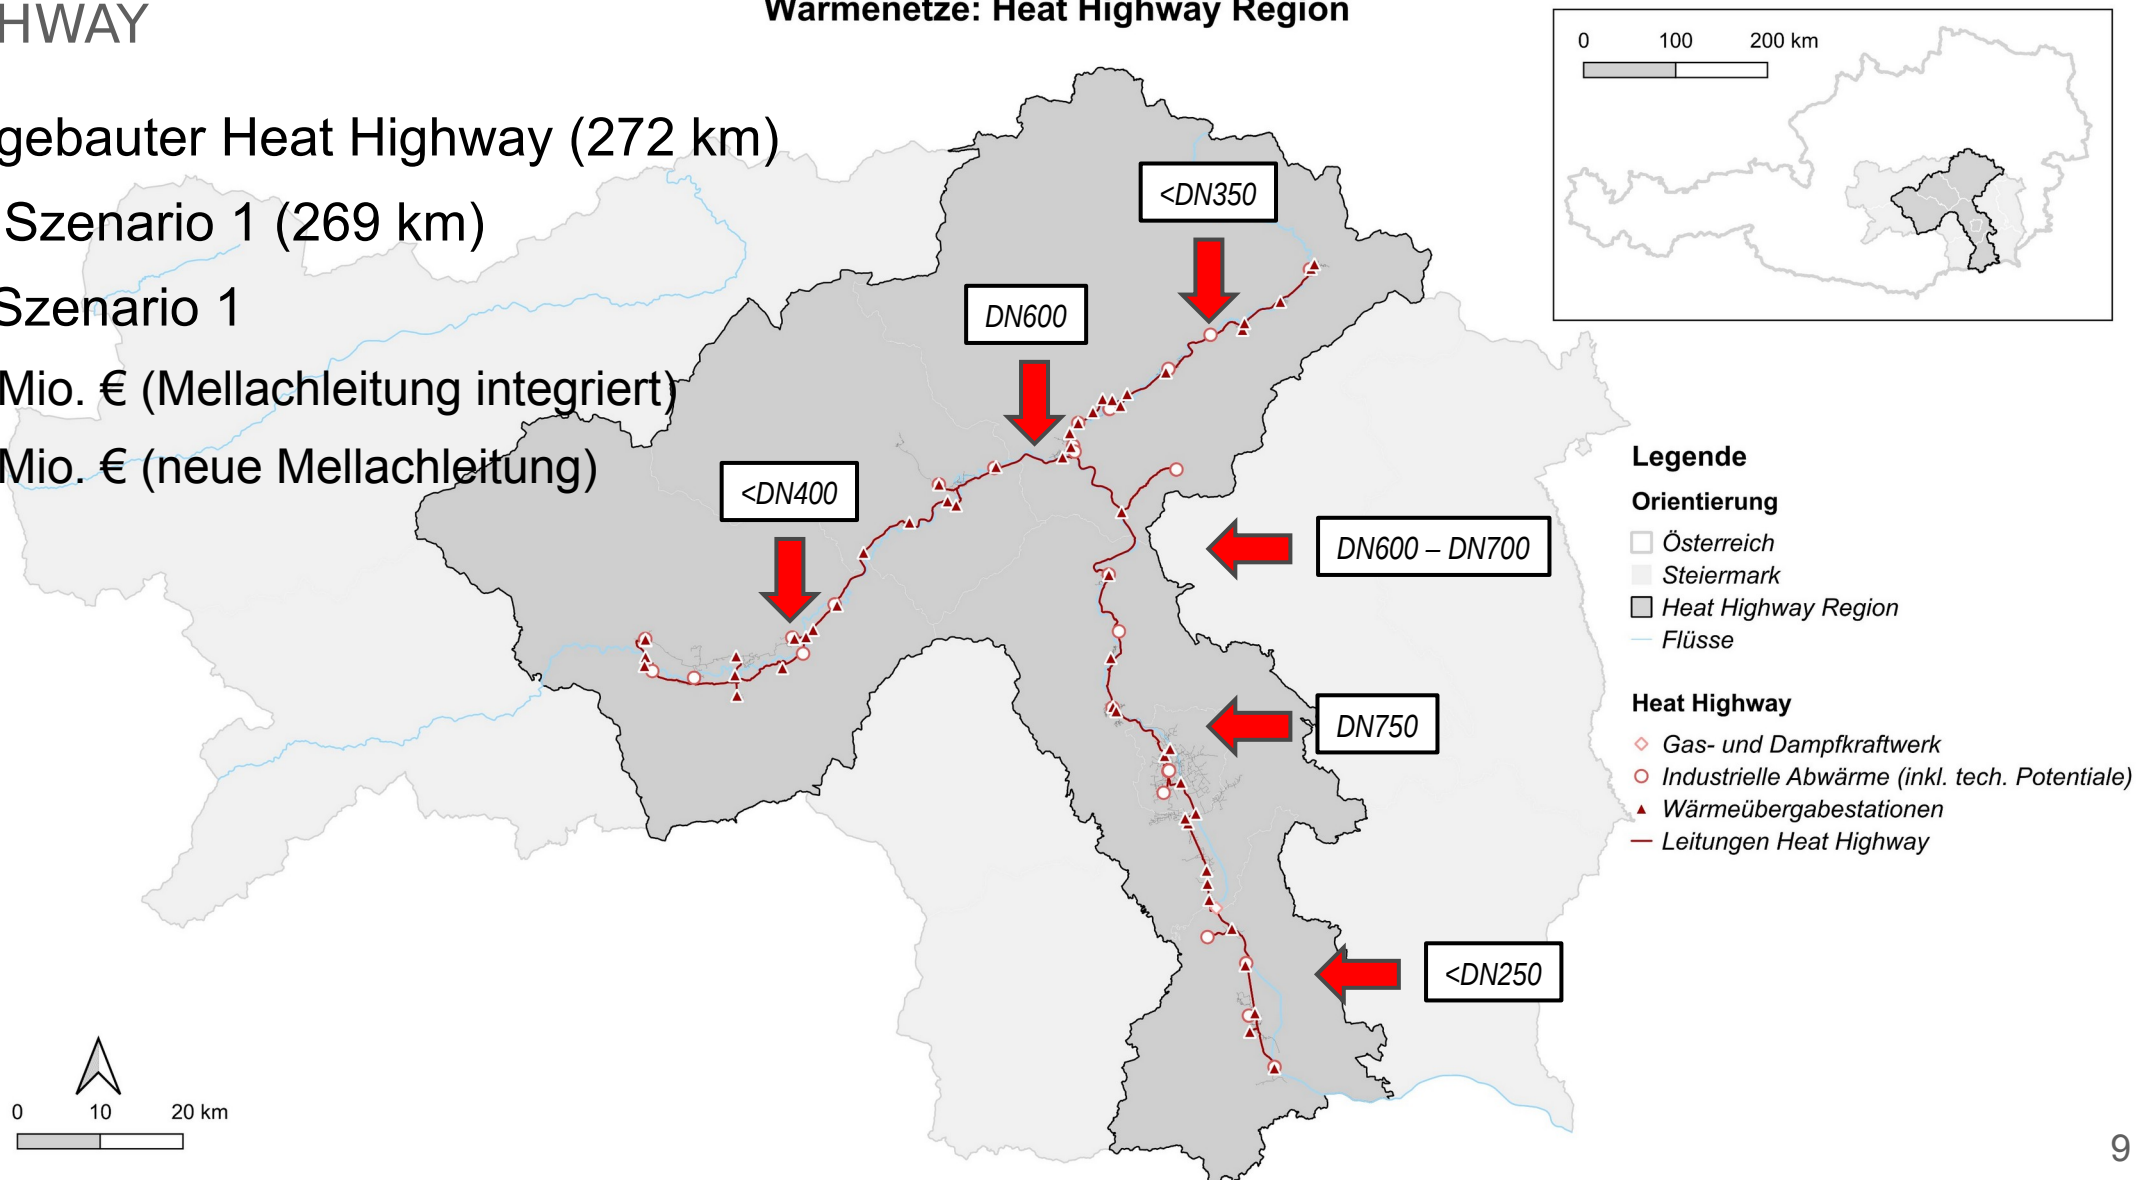 HWAY
Wärmenetze: Heat Highway Region
gebauter Heat Highway (272 km)
Szenario 1 (269 km)
Szenario 1
Mio. € (Mellachleitung integriert)
Mio. € (neue Mellachleitung)
0 100 200 km
<DN350
DN600
<DN400
DN600 – DN700
DN750
<DN250
Legende
Orientierung
Österreich
Steiermark
Heat Highway Region
Flüsse
Heat Highway
Gas- und Dampfkraftwerk
Industrielle Abwärme (inkl. tech. Potentiale)
Wärmeübergabestationen
Leitungen Heat Highway
0 10 20 km
9